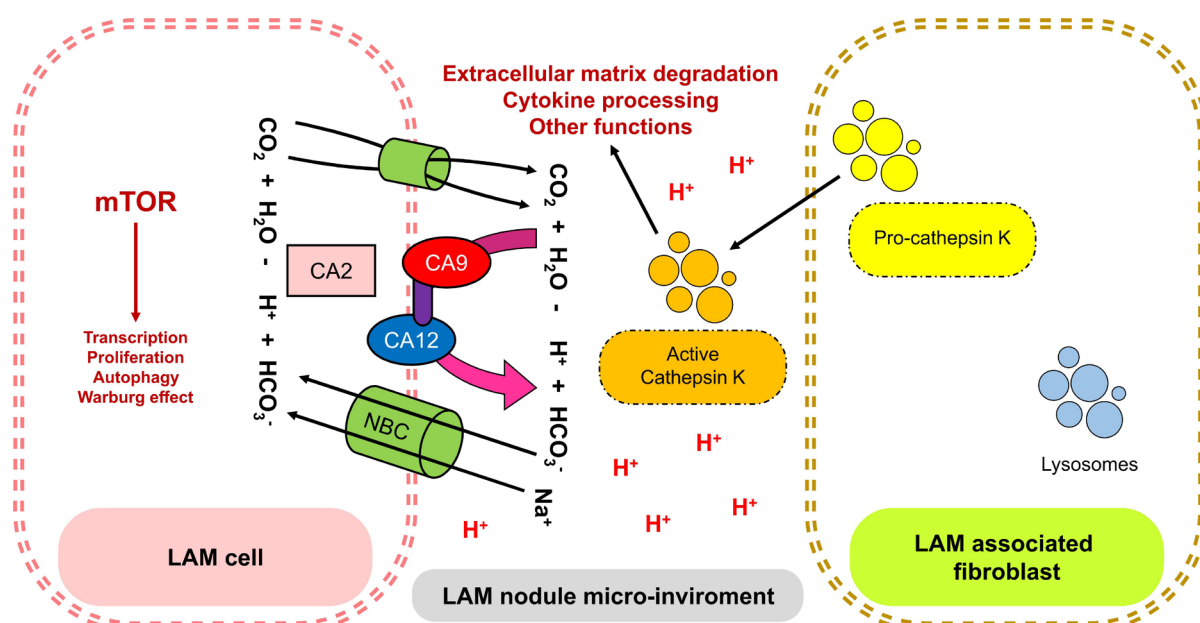 Extracellular matrix degradation
Cytokine processing
Other functions
mTOR
Transcription
Proliferation
Autophagy
Warburg effect
CO₂ + H₂O - H⁺ + HCO₃⁻
CA2
CA9
CA12
NBC
CO₂ + H₂O - H⁺ + HCO₃⁻
Na⁺
H⁺
H⁺
H⁺
H⁺
H⁺
H⁺
H⁺
Active
Cathepsin K
Pro-cathepsin K
Lysosomes
LAM cell
LAM nodule micro-inviroment
LAM associated
fibroblast